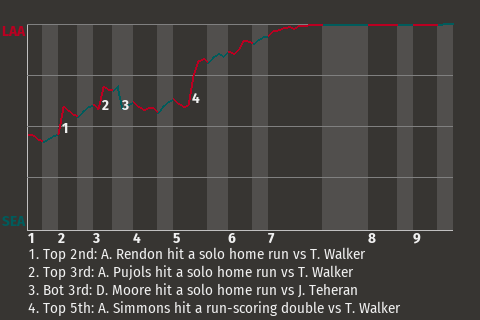 LAA
1
2
3
4
SEA
1 2 3 4 5 6 7 8 9
1. Top 2nd: A. Rendon hit a solo home run vs T. Walker
2. Top 3rd: A. Pujols hit a solo home run vs T. Walker
3. Bot 3rd: D. Moore hit a solo home run vs J. Teheran
4. Top 5th: A. Simmons hit a run-scoring double vs T. Walker